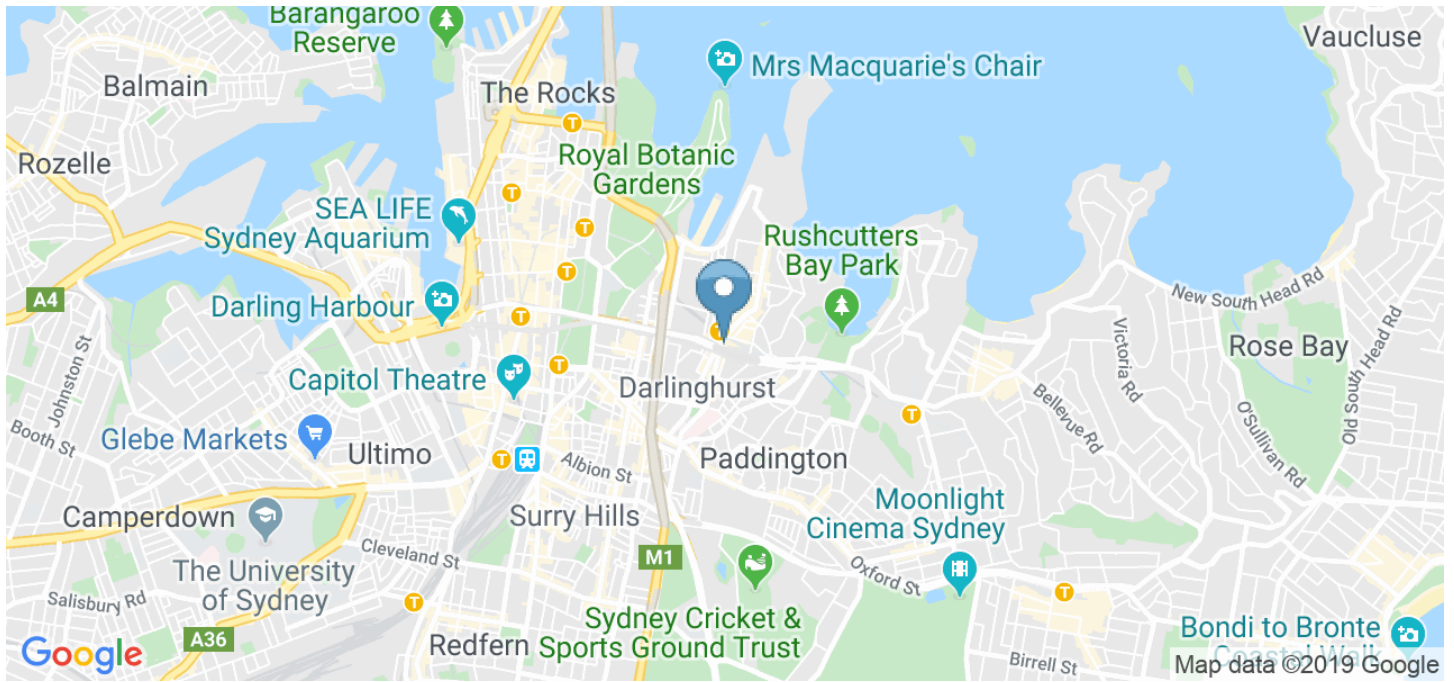 Barangaroo
Reserve
Vaucluse
Mrs Macquarie's Chair
Balmain
The Rocks
T
Rozelle
Royal Botanic
Gardens
T
SEA LIFE
Sydney Aquarium
T
Rushcutters
Bay Park
T
A4
Darling Harbour
New South Head Rd
T
T
Victoria Rd
Rose Bay
Old South Head Rd
Johnston St
Capitol Theatre
T
Darlinghurst
Bellevue Rd
T
O'Sullivan Rd
Booth St
Glebe Markets
Ultimo
T
Albion St
Paddington
Camperdown
Surry Hills
Moonlight
Cinema Sydney
Cleveland St
M1
Oxford St
The University
of Sydney
Salisbury Rd
T
T
A36
Redfern
Sydney Cricket &
Sports Ground Trust
Birrell St
Bondi to Bronte
Coastal Walk
Google
Map data ©2019 Google